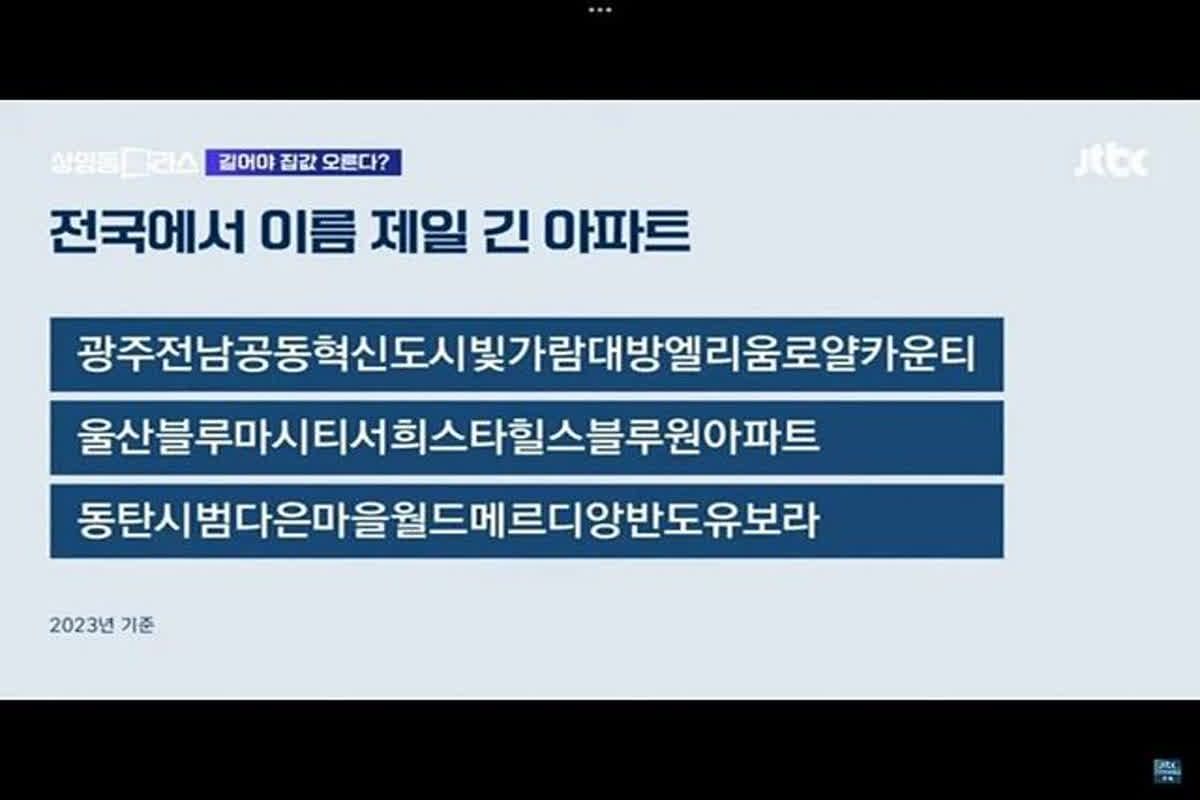 상암동 클라스 길어야 집값 오른다?
jtbc
전국에서 이름 제일 긴 아파트
광주전남공동혁신도시빛가람대방엘리움로얄카운티
울산블루마시티서희스타힐스블루원아파트
동탄시범다은마을월드메르디앙반도유보라
2023년 기준
jtbc